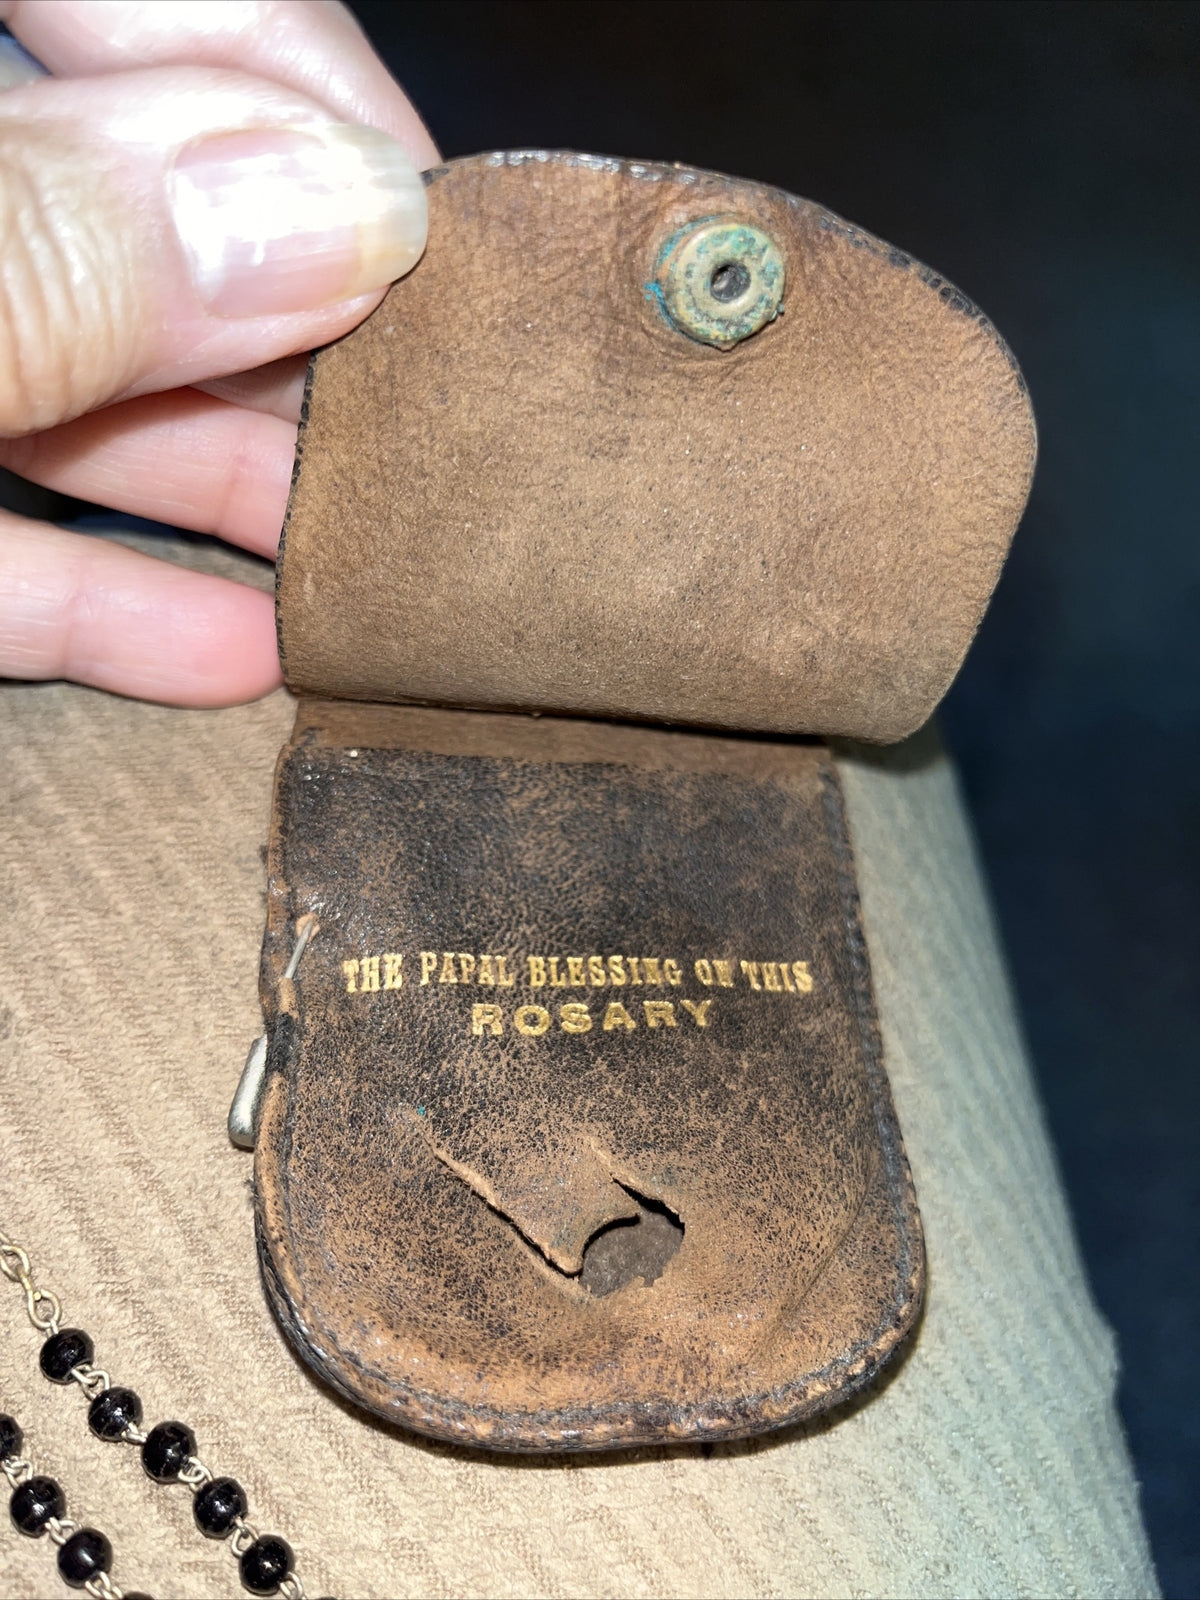 THE PAPAL BLESSING ON THIS
ROSARY